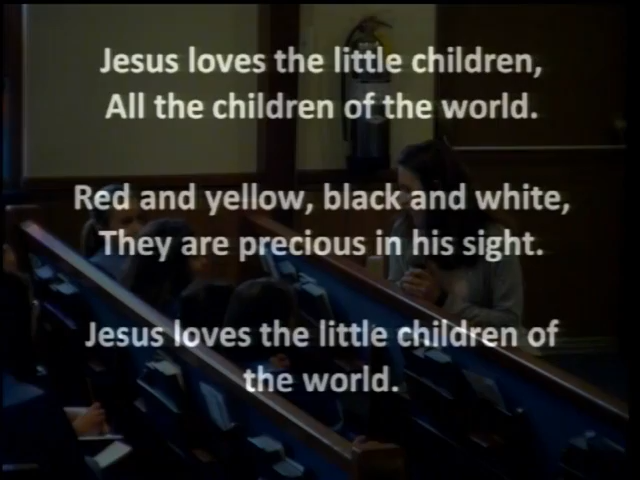 Jesus loves the little children,
All the children of the world.
Red and yellow, black and white,
They are precious in his sight.
Jesus loves the little children of
the world.